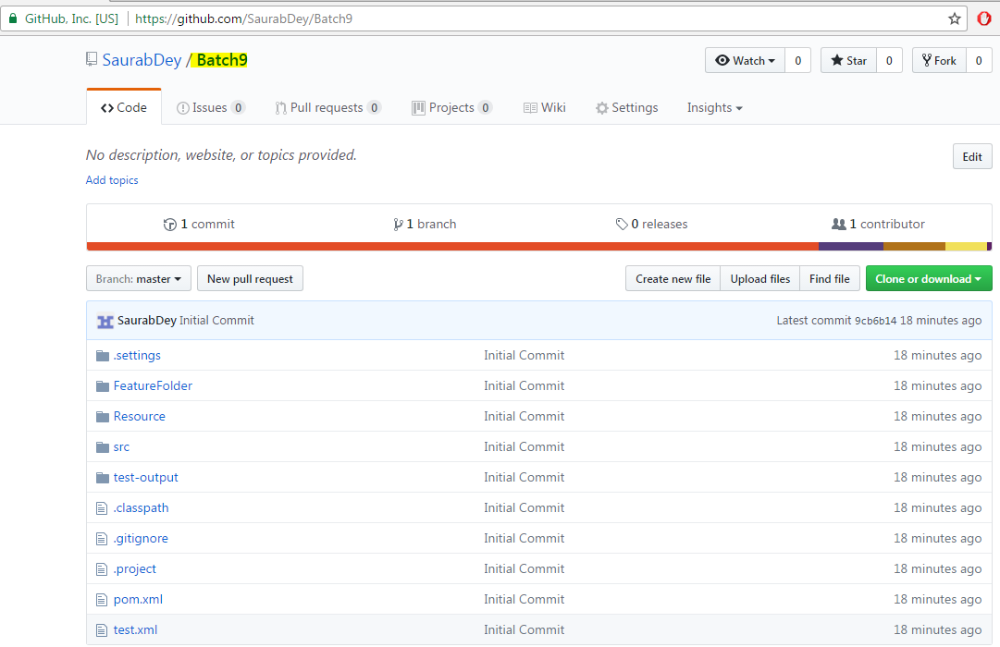 GitHub, Inc. [US] https://github.com/SaurabDey/Batch9
SaurabDey / Batch9 Watch 0 Star 0 Fork 0
Code Issues 0 Pull requests 0 Projects 0 Wiki Settings Insights
No description, website, or topics provided. Edit
Add topics
1 commit 1 branch 0 releases 1 contributor
Branch: master New pull request Create new file Upload files Find file Clone or download
SaurabDey Initial Commit Latest commit 9cb6b14 18 minutes ago
.settings Initial Commit 18 minutes ago
FeatureFolder Initial Commit 18 minutes ago
Resource Initial Commit 18 minutes ago
src Initial Commit 18 minutes ago
test-output Initial Commit 18 minutes ago
.classpath Initial Commit 18 minutes ago
.gitignore Initial Commit 18 minutes ago
.project Initial Commit 18 minutes ago
pom.xml Initial Commit 18 minutes ago
test.xml Initial Commit 18 minutes ago